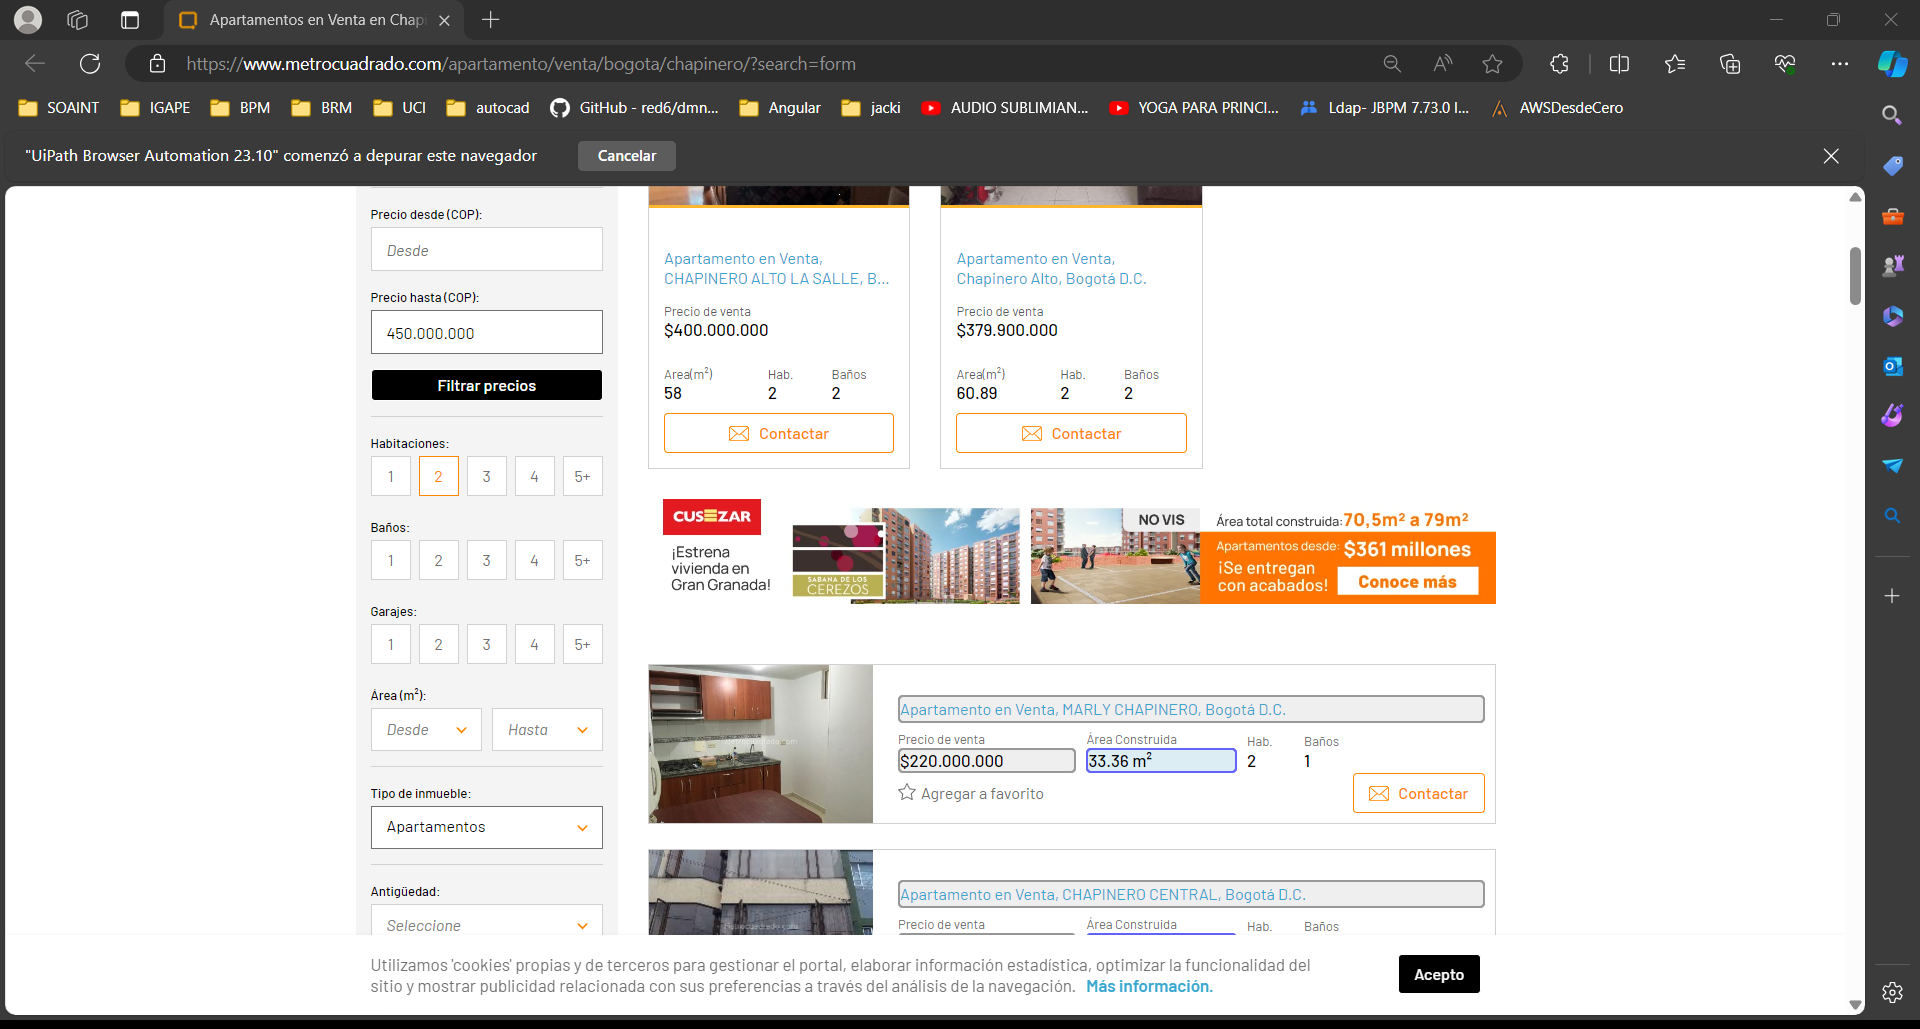 Apartamentos en Venta en Chapi
https://www.metrocuadrado.com/apartamento/venta/bogota/chapinero/?search=form
SOAINT
IGAPE
BPM
BRM
UCI
autocad
GitHub - red6/dmn...
Angular
jacki
AUDIO SUBLIMIAN...
YOGA PARA PRINCI...
Ldap- JBPM 7.73.0 l...
AWSDesdeCero
"UiPath Browser Automation 23.10" comenzó a depurar este navegador
Cancelar
Precio desde (COP):
Desde
Precio hasta (COP):
450.000.000
Filtrar precios
Habitaciones:
1 2 3 4 5+
Baños:
1 2 3 4 5+
Garajes:
1 2 3 4 5+
Área (m²):
Desde Hasta
Tipo de inmueble:
Apartamentos
Antigüedad:
Seleccione
Apartamento en Venta,
CHAPINERO ALTO LA SALLE, B...
Precio de venta
$400.000.000
Area(m²) Hab. Baños
58 2 2
Contactar
Apartamento en Venta,
Chapinero Alto, Bogotá D.C.
Precio de venta
$379.900.000
Area(m²) Hab. Baños
60.89 2 2
Contactar
CUSEZAR
¡Estrena
vivienda en
Gran Granada!
SABANA DE LOS
CEREZOS
NO VIS
Área total construida: 70,5m² a 79m²
Apartamentos desde: $361 millones
¡Se entregan
con acabados!
Conoce más
Apartamento en Venta, MARLY CHAPINERO, Bogotá D.C.
Precio de venta Área Construida Hab. Baños
$220.000.000 33.36 m² 2 1
Agregar a favorito
Contactar
Apartamento en Venta, CHAPINERO CENTRAL, Bogotá D.C.
Precio de venta Área Construida Hab. Baños
Utilizamos 'cookies' propias y de terceros para gestionar el portal, elaborar información estadística, optimizar la funcionalidad del
sitio y mostrar publicidad relacionada con sus preferencias a través del análisis de la navegación. Más información.
Acepto